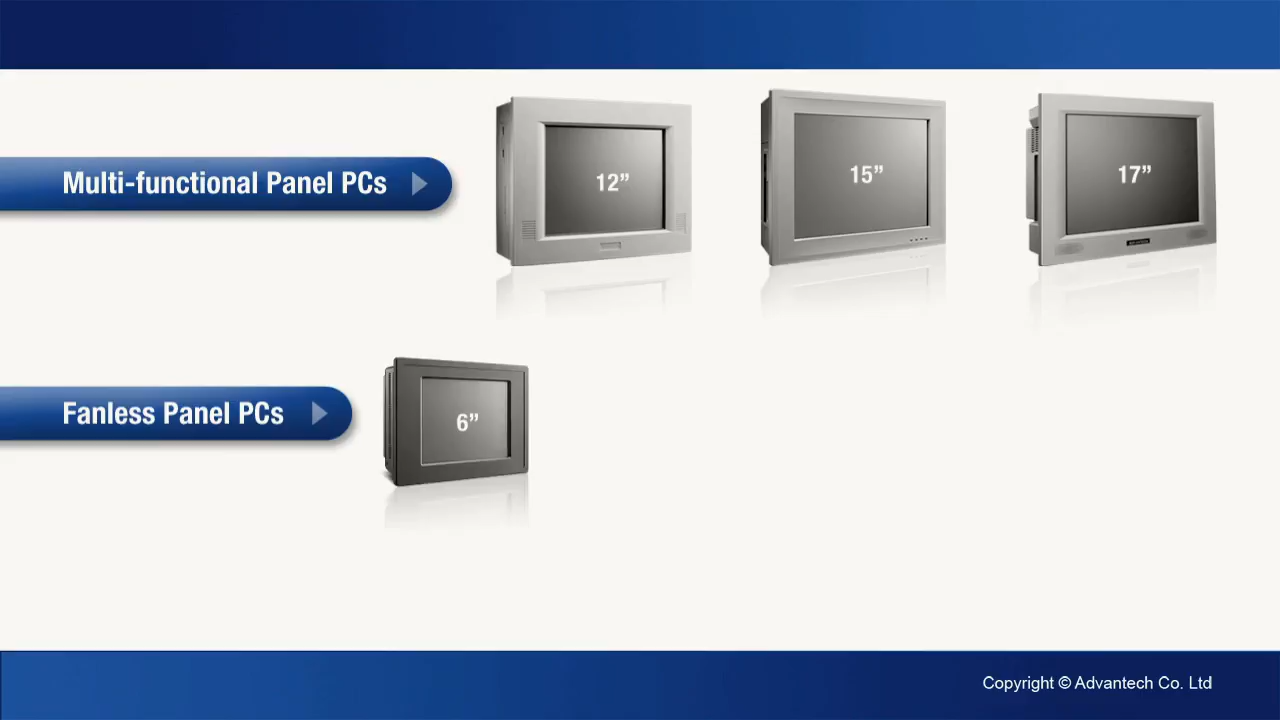 Multi-functional Panel PCs
12”
15”
17”
Fanless Panel PCs
6”
Copyright © Advantech Co. Ltd